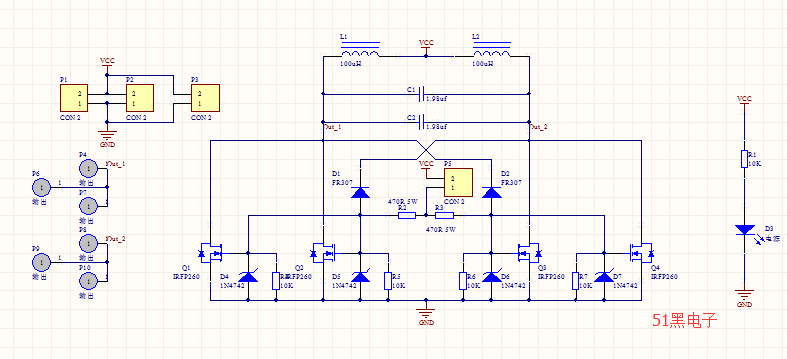 L1
100uH
VCC
L2
100uH
C1
1.98uf
C2
1.98uf
Out_1
Out_2
VCC
P1
2
1
CON 2
P2
2
1
CON 2
P3
2
1
CON 2
GND
P4
1
输出
Out_1
P6
1
1
输出
P7
1
输出
P8
1
输出
Out_2
P9
1
1
输出
P10
1
输出
D1
FR307
VCC
P5
2
1
CON 2
D2
FR307
470R 5W
R2
R3
470R 5W
Q1
IRFP260
D4
1N4742
10K
Q2
IRFP260
D5
1N4742
R5
10K
R6
10K
D6
1N4742
Q3
IRFP260
R7
10K
D7
1N4742
Q4
IRFP260
GND
VCC
R1
10K
D3
电源
GND
51黑电子